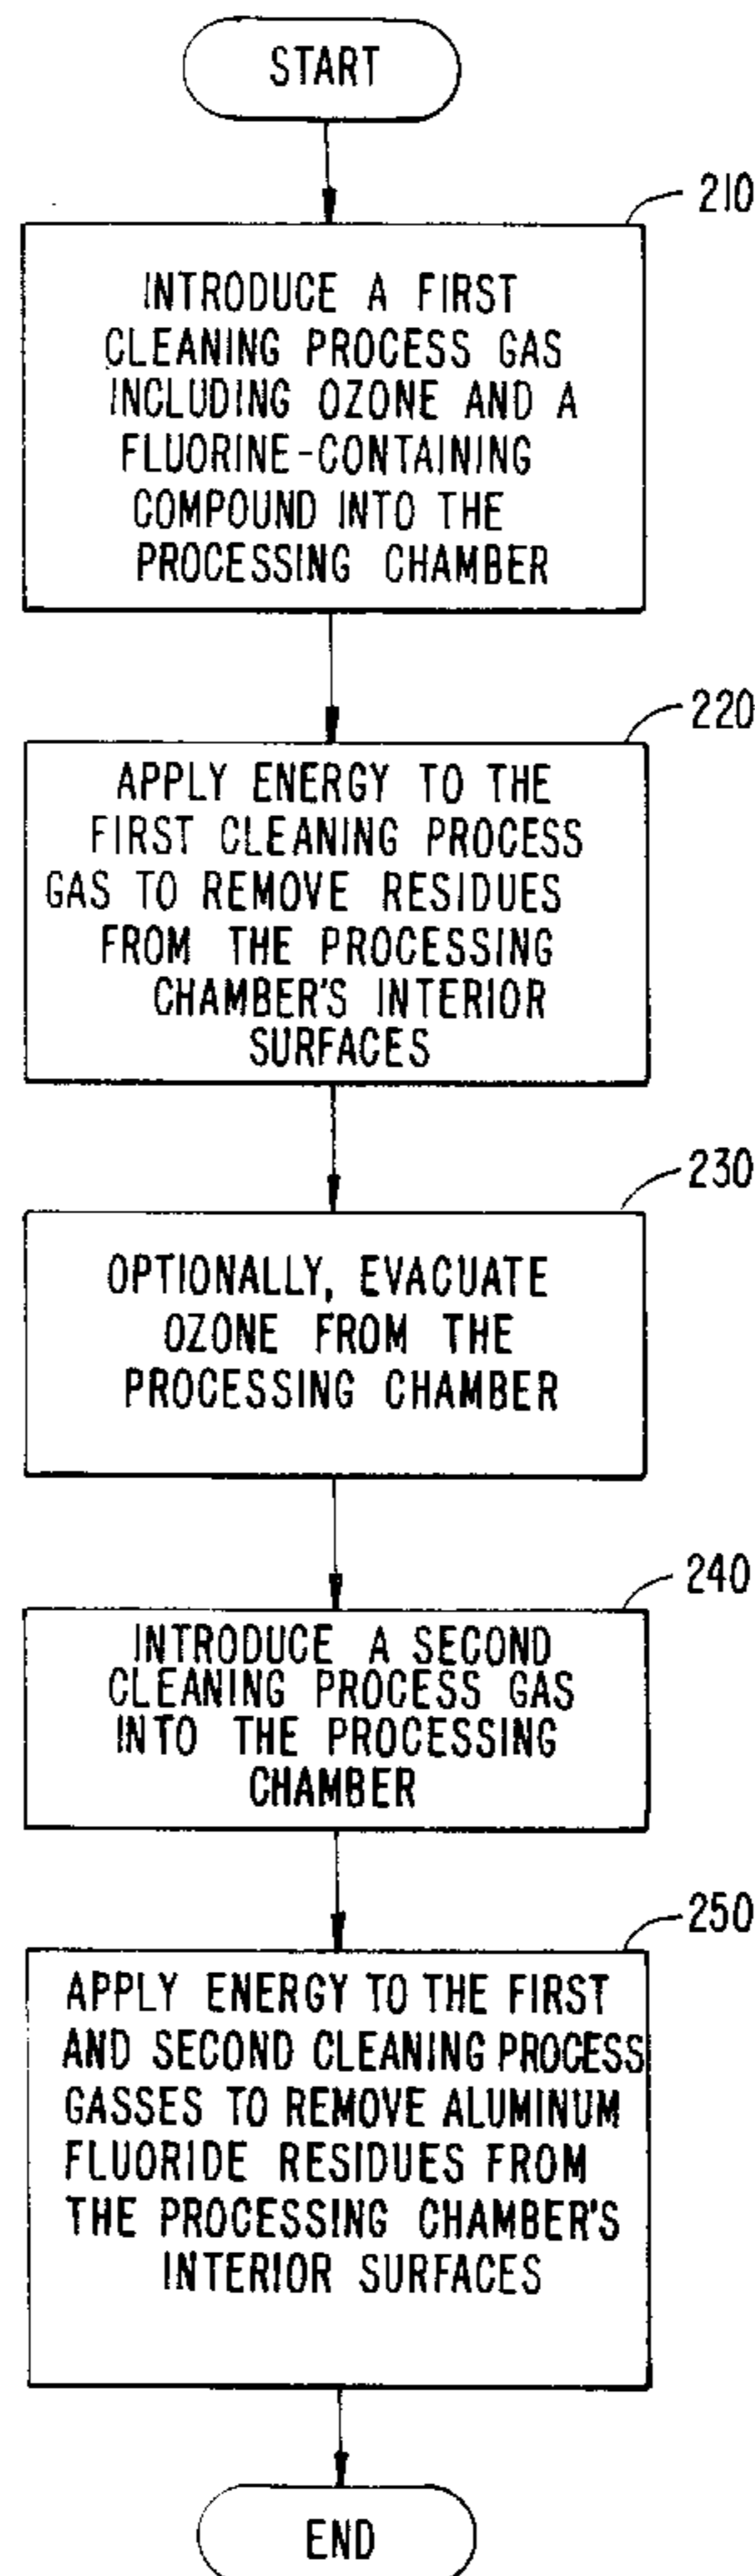 START
210
INTRODUCE A FIRST
CLEANING PROCESS GAS
INCLUDING OZONE AND A
FLUORINE-CONTAINING
COMPOUND INTO THE
PROCESSING CHAMBER
220
APPLY ENERGY TO THE
FIRST CLEANING PROCESS
GAS TO REMOVE RESIDUES
FROM THE PROCESSING
CHAMBER'S INTERIOR
SURFACES
230
OPTIONALLY, EVACUATE
OZONE FROM THE
PROCESSING CHAMBER
240
INTRODUCE A SECOND
CLEANING PROCESS GAS
INTO THE PROCESSING
CHAMBER
250
APPLY ENERGY TO THE FIRST
AND SECOND CLEANING PROCESS
GASSES TO REMOVE ALUMINUM
FLUORIDE RESIDUES FROM
THE PROCESSING CHAMBER'S
INTERIOR SURFACES
END